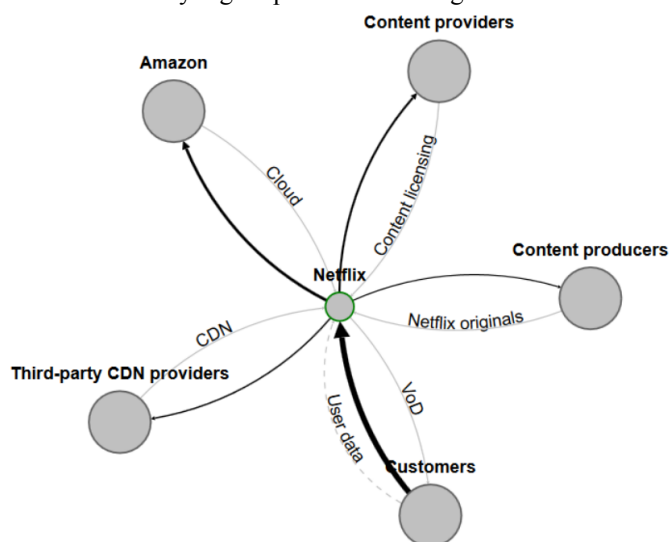 Content providers
Amazon
Cloud
Content licensing
Content producers
Netflix
Netflix originals
CDN
Third-party CDN providers
VoD
User data
Customers